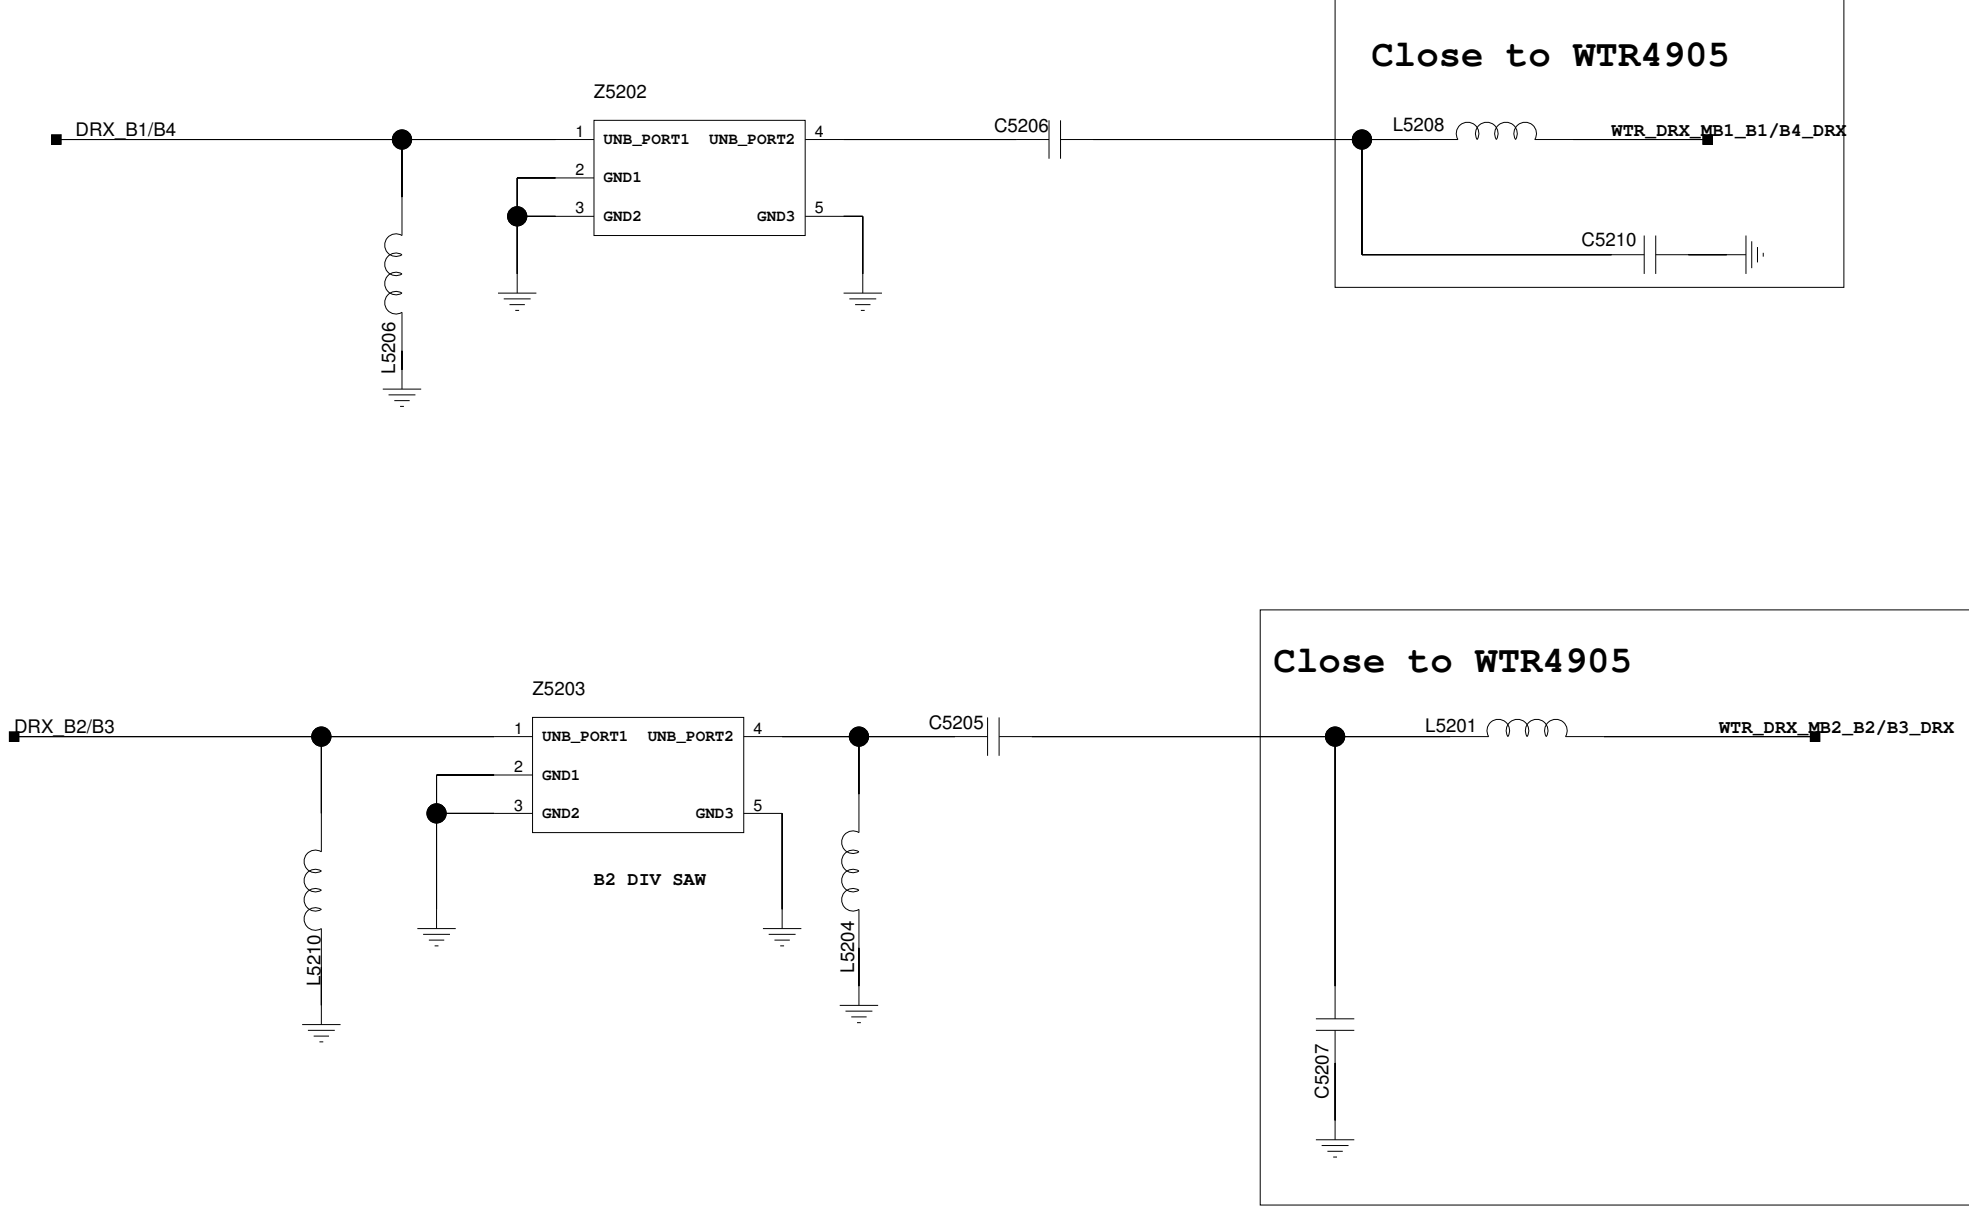 Close to WTR4905
Z5202
DRX_B1/B4
1 UNB_PORT1 UNB_PORT2 4
C5206
L5208
WTR_DRX_MB1_B1/B4_DRX
2 GND1
3 GND2 GND3 5
C5210
L5206
Close to WTR4905
Z5203
DRX_B2/B3
1 UNB_PORT1 UNB_PORT2 4
C5205
L5201
WTR_DRX_MB2_B2/B3_DRX
2 GND1
3 GND2 GND3 5
B2 DIV SAW
L5210
L5204
C5207